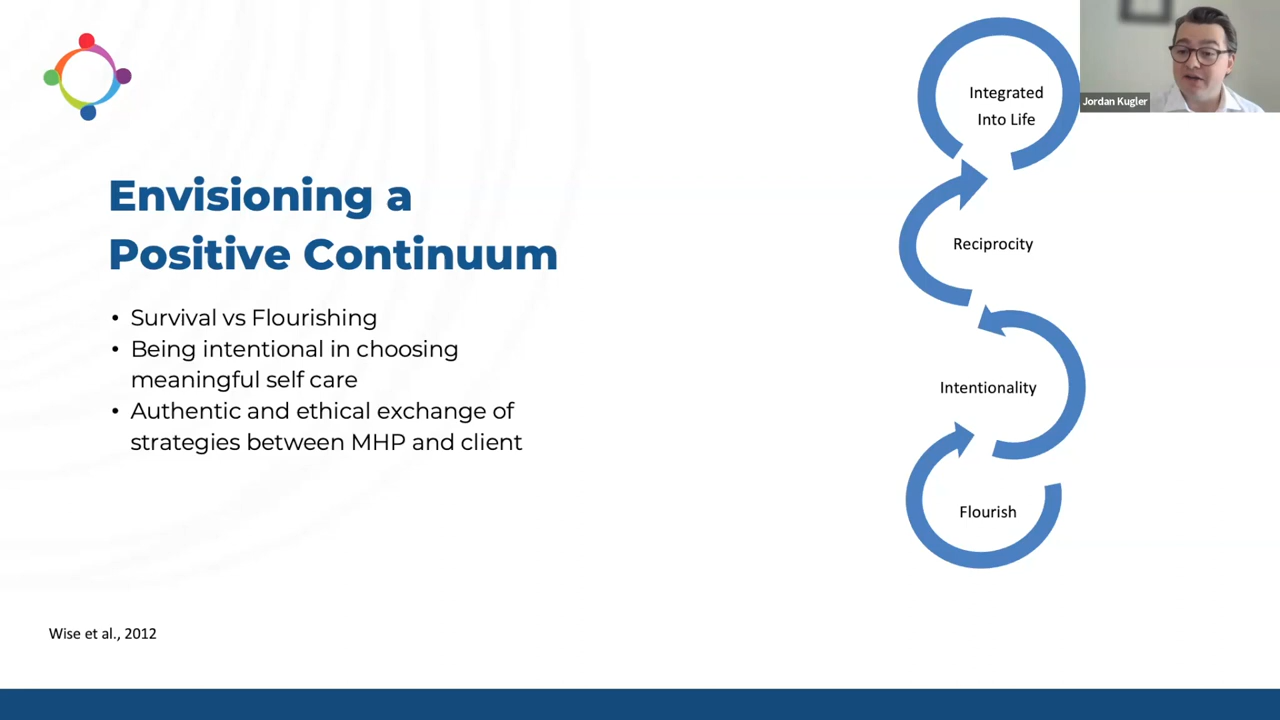 Envisioning a
Positive Continuum
• Survival vs Flourishing
• Being intentional in choosing
meaningful self care
• Authentic and ethical exchange of
strategies between MHP and client
Wise et al., 2012
Integrated
Into Life
Reciprocity
Intentionality
Flourish
Jordan Kugler